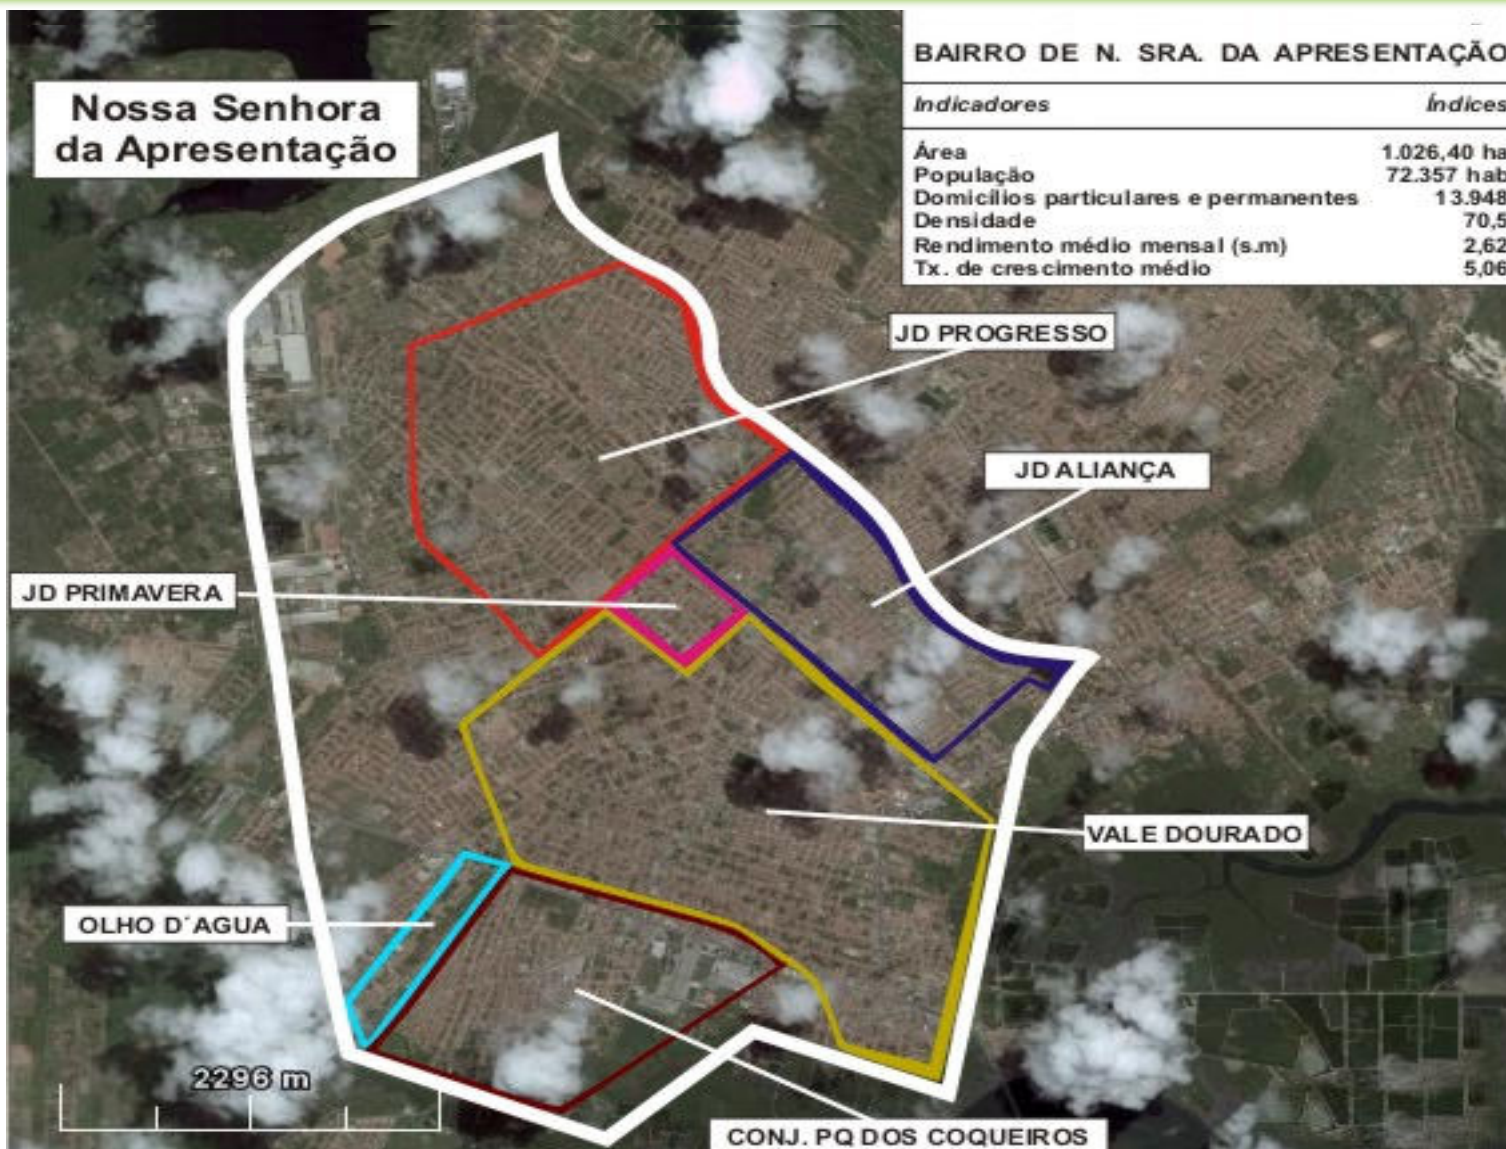 Nossa Senhora
da Apresentação
BAIRRO DE N. SRA. DA APRESENTAÇÃO
Indicadores Índices
Área 1.026,40 ha
População 72.357 hab
Domicílios particulares e permanentes 13.948
Densidade 70,5
Rendimento médio mensal (s.m) 2,62
Tx. de crescimento médio 5,06
JD PROGRESSO
JD ALIANÇA
JD PRIMAVERA
VALE DOURADO
OLHO D´AGUA
2296 m
CONJ. PQ DOS COQUEIROS